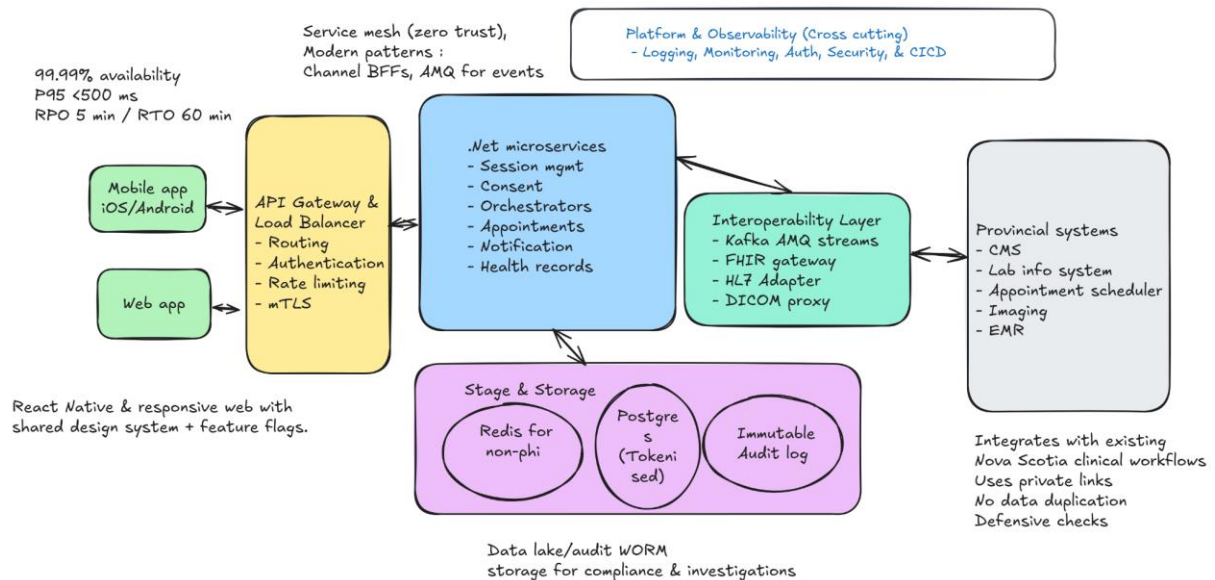 Service mesh (zero trust),
Modern patterns :
Channel BFFs, AMQ for events
Platform & Observability (Cross cutting)
- Logging, Monitoring, Auth, Security, & CICD
99.99% availability
P95 <500 ms
RPO 5 min / RTO 60 min
Mobile app
iOS/Android
Web app
API Gateway &
Load Balancer
- Routing
- Authentication
- Rate limiting
- mTLS
.Net microservices
- Session mgmt
- Consent
- Orchestrators
- Appointments
- Notification
- Health records
Interoperability Layer
- Kafka AMQ streams
- FHIR gateway
- HL7 Adapter
- DICOM proxy
Provincial systems
- CMS
- Lab info system
- Appointment scheduler
- Imaging
- EMR
Stage & Storage
Redis for
non-phi
Postgre
s
(Tokeni
sed)
Immutable
Audit log
React Native & responsive web with
shared design system + feature flags.
Integrates with existing
Nova Scotia clinical workflows
Uses private links
No data duplication
Defensive checks
Data lake/audit WORM
storage for compliance & investigations